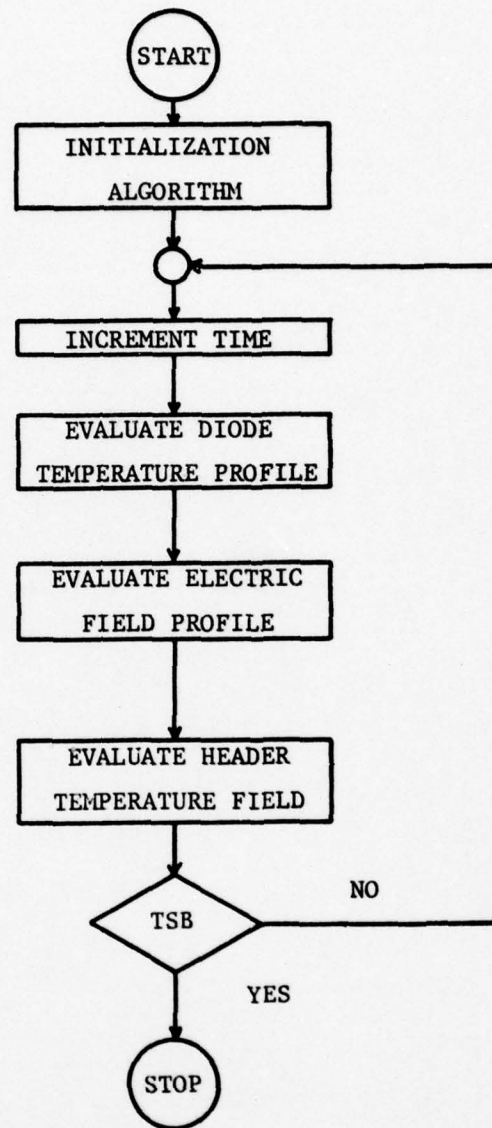 START
INITIALIZATION
ALGORITHM
INCREMENT TIME
EVALUATE DIODE
TEMPERATURE PROFILE
EVALUATE ELECTRIC
FIELD PROFILE
EVALUATE HEADER
TEMPERATURE FIELD
TSB
NO
YES
STOP